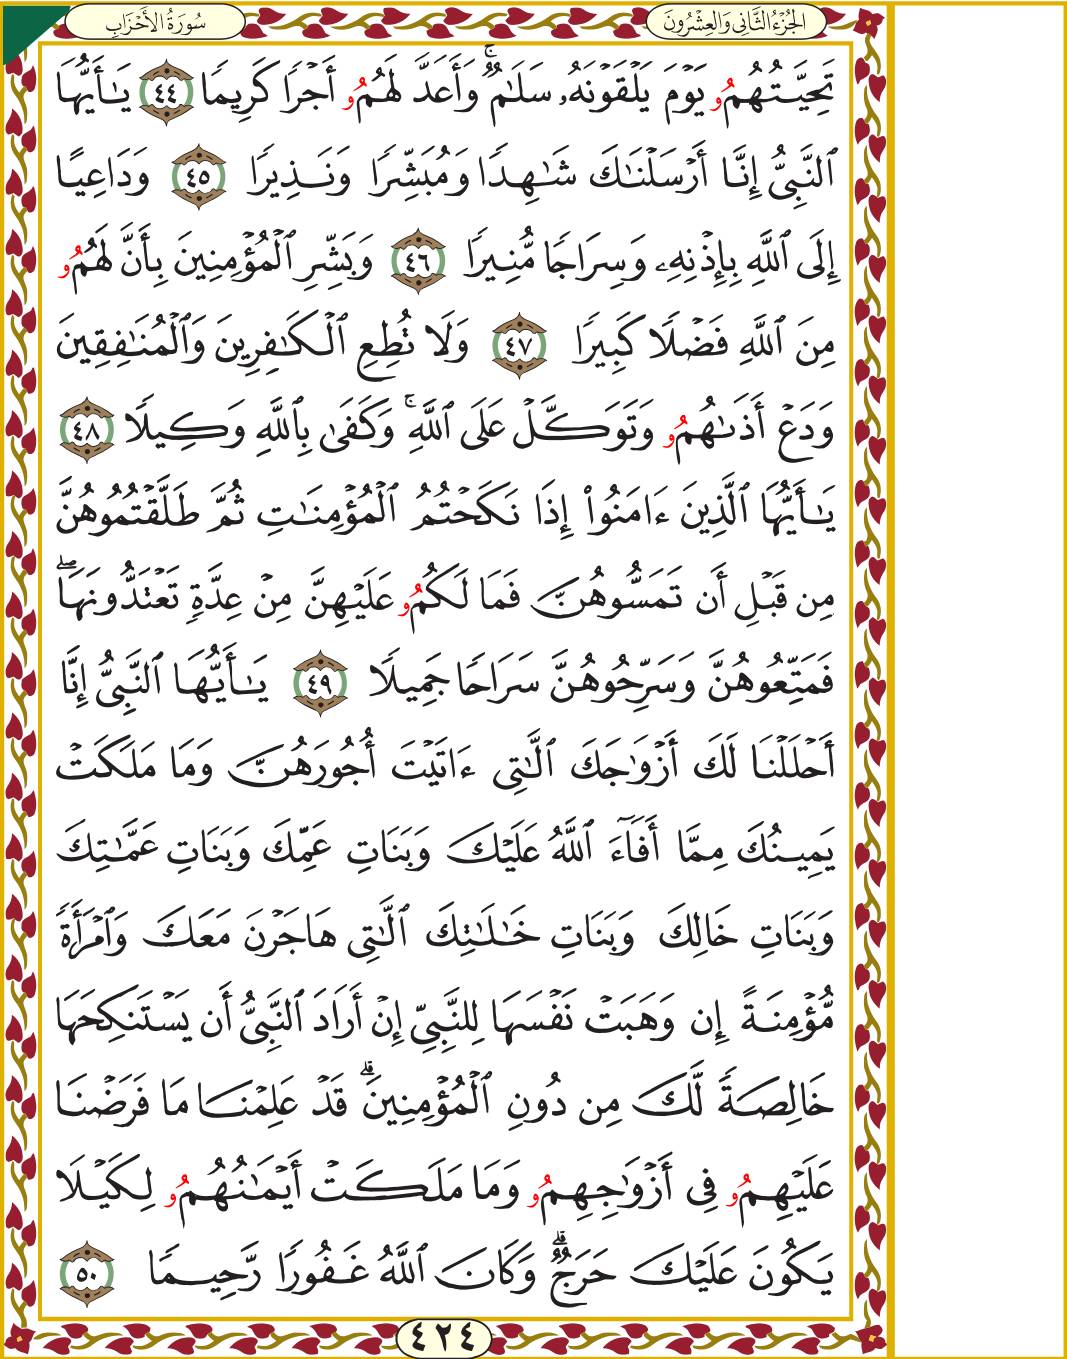 الجُزْءُ الثَّانِي وَالعِشْرُونَ سُورَةُ الأَحْزَابِ
تَحِيَّتُهُمُۥ يَوْمَ يَلْقَوْنَهُۥ سَلَٰمٌۚ وَأَعَدَّ لَهُمُۥ أَجْرًا كَرِيمًا ٤٤ يَٰٓأَيُّهَا
ٱلنَّبِيُّ إِنَّا أَرْسَلْنَٰكَ شَٰهِدًا وَمُبَشِّرًا وَنَذِيرًا ٤٥ وَدَاعِيًا
إِلَى ٱللَّهِ بِإِذْنِهِۦ وَسِرَاجًا مُّنِيرًا ٤٦ وَبَشِّرِ ٱلْمُؤْمِنِينَ بِأَنَّ لَهُمُۥ
مِنَ ٱللَّهِ فَضْلًا كَبِيرًا ٤٧ وَلَا تُطِعِ ٱلْكَٰفِرِينَ وَٱلْمُنَٰفِقِينَ
وَدَعْ أَذَىٰهُمُۥ وَتَوَكَّلْ عَلَى ٱللَّهِۚ وَكَفَىٰ بِٱللَّهِ وَكِيلًا ٤٨
يَٰأَيُّهَا ٱلَّذِينَ ءَامَنُوا۟ إِذَا نَكَحْتُمُ ٱلْمُؤْمِنَٰتِ ثُمَّ طَلَّقْتُمُوهُنَّ
مِن قَبْلِ أَن تَمَسُّوهُنَّ فَمَا لَكُمُۥ عَلَيْهِنَّ مِنْ عِدَّةٍ تَعْتَدُّونَهَاۖ
فَمَتِّعُوهُنَّ وَسَرِّحُوهُنَّ سَرَاحًا جَمِيلًا ٤٩ يَٰأَيُّهَا ٱلنَّبِيُّ إِنَّا
أَحْلَلْنَا لَكَ أَزْوَٰجَكَ ٱلَّٰتِي ءَاتَيْتَ أُجُورَهُنَّ وَمَا مَلَكَتْ
يَمِينُكَ مِمَّا أَفَآءَ ٱللَّهُ عَلَيْكَ وَبَنَاتِ عَمِّكَ وَبَنَاتِ عَمَّٰتِكَ
وَبَنَاتِ خَالِكَ وَبَنَاتِ خَٰلَٰتِكَ ٱلَّٰتِي هَاجَرْنَ مَعَكَ وَٱمْرَأَةً
مُّؤْمِنَةً إِن وَهَبَتْ نَفْسَهَا لِلنَّبِيِّ إِنْ أَرَادَ ٱلنَّبِيُّ أَن يَسْتَنكِحَهَا
خَالِصَةً لَّكَ مِن دُونِ ٱلْمُؤْمِنِينَۗ قَدْ عَلِمْنَا مَا فَرَضْنَا
عَلَيْهِمُۥ فِي أَزْوَٰجِهِمُۥ وَمَا مَلَكَتْ أَيْمَٰنُهُمُۥ لِكَيْلَا
يَكُونَ عَلَيْكَ حَرَجٌۗ وَكَانَ ٱللَّهُ غَفُورًا رَّحِيمًا ٥٠
٤٢٤